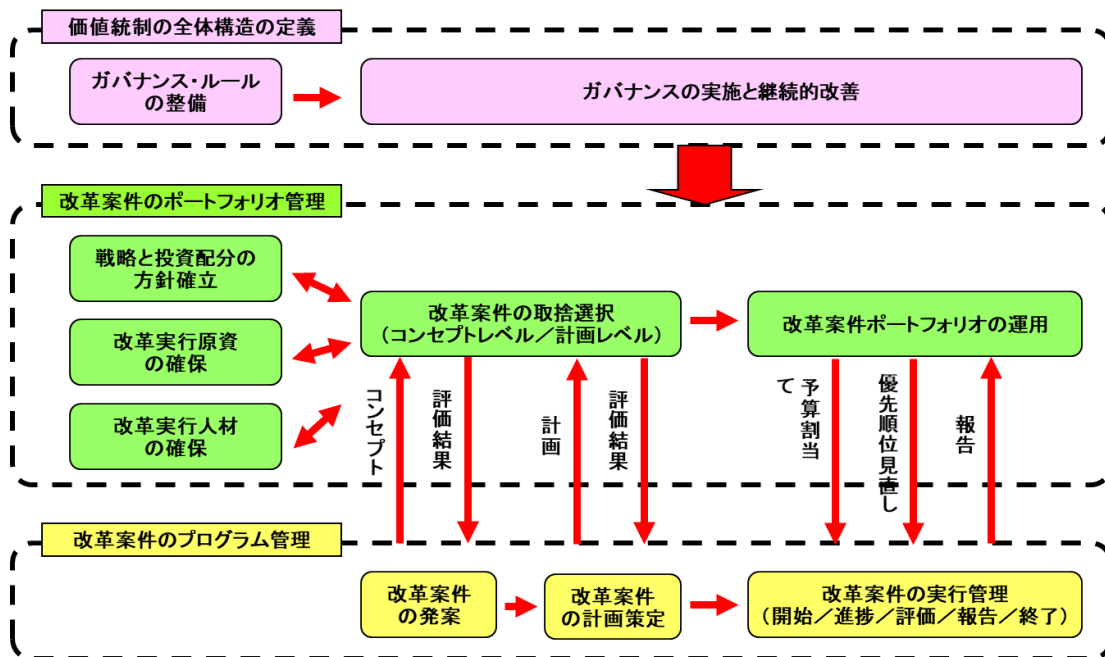 価値統制の全体構造の定義
ガバナンス・ルール
の整備
ガバナンスの実施と継続的改善
改革案件のポートフォリオ管理
戦略と投資配分の
方針確立
改革実行原資
の確保
改革実行人材
の確保
改革案件の取捨選択
（コンセプトレベル／計画レベル）
改革案件ポートフォリオの運用
コンセプト
評価結果
計画
評価結果
予算割当
て
優先順位見直し
報告
改革案件のプログラム管理
改革案件
の発案
改革案件
の計画策定
改革案件の実行管理
（開始／進捗／評価／報告／終了）